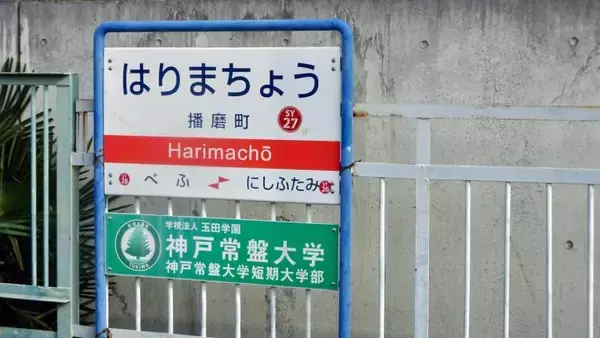 はりまちょう
播磨町
SY
27
Harimachō
べふ
にしふたみ
学校法人 玉田学園
神戸常盤大学
神戸常盤大学短期大学部
TOKIWA